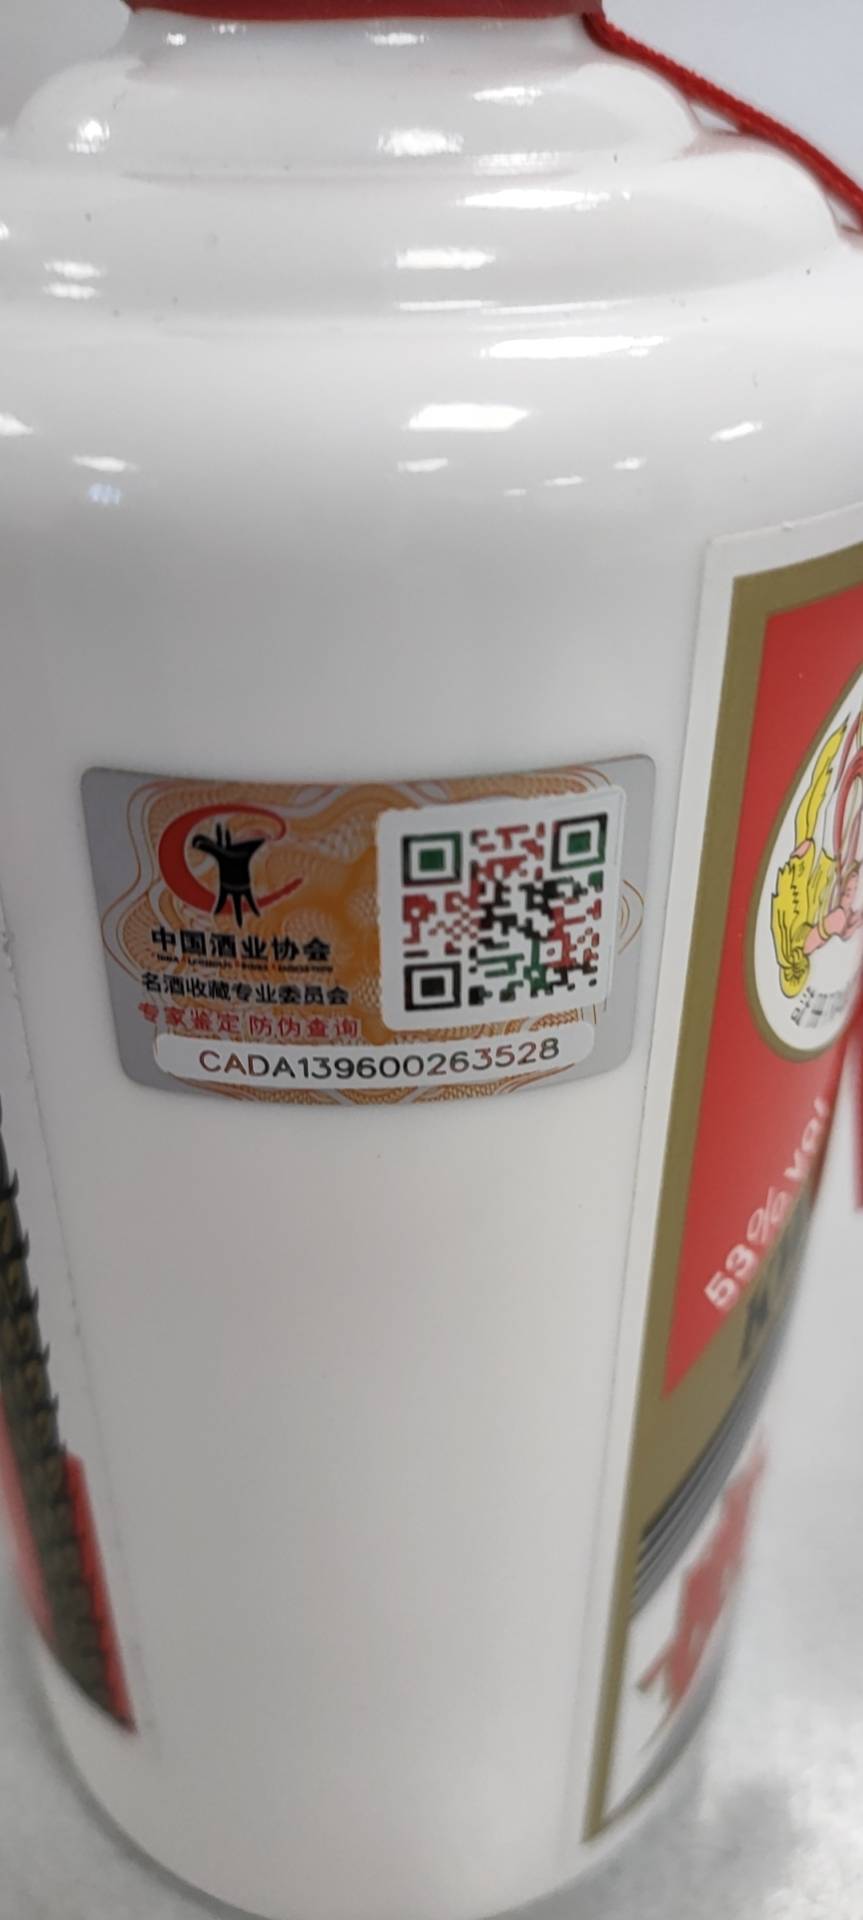 中国酒业协会
名酒收藏专业委员会
专家鉴定 防伪查询
CADA139600263528
53% vol